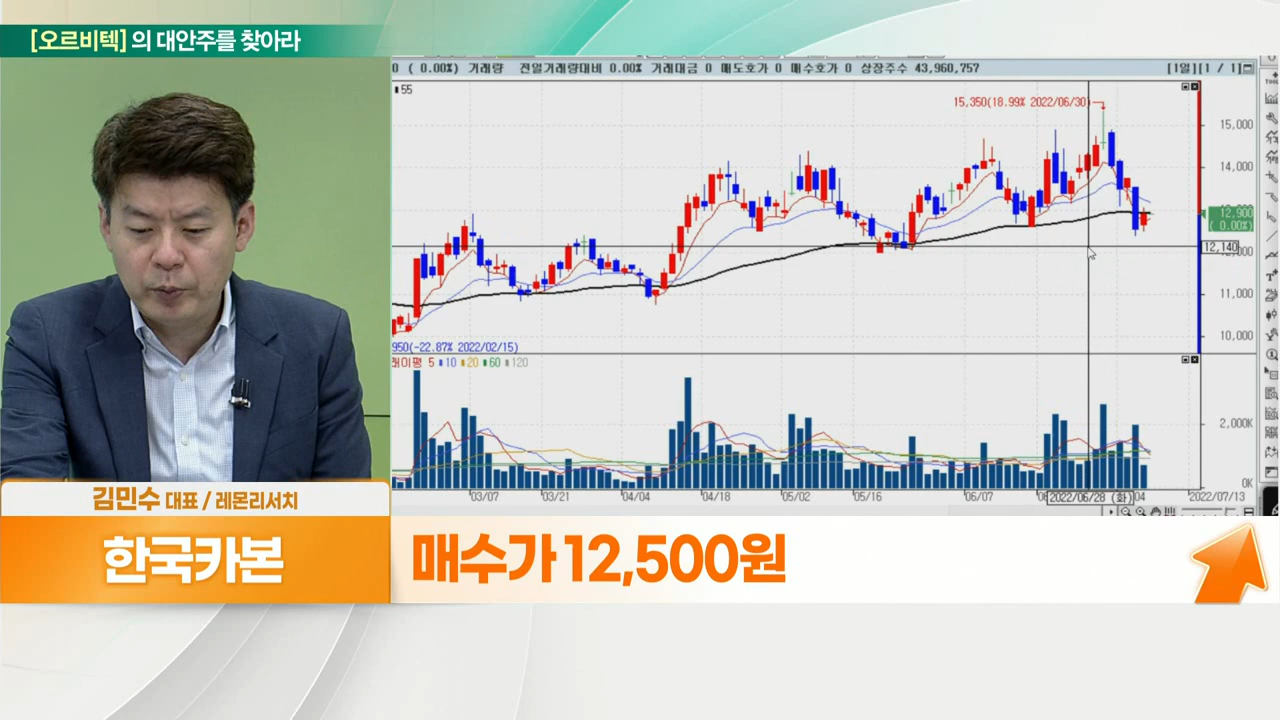 [오르비텍] 의 대안주를 찾아라
0 ( 0.00%) 거래량 전일거래량대비 0.00% 거래대금 0 매도호가 0 매수호가 0 상장주수 43,960,757 [1일][1 / 1]
55
15,350(18.99% 2022/06/30)
15,000
14,000
12,900
( 0.00%)
12,140
11,000
10,000
950(-22.87% 2022/02/15)
래이평 5 10 20 60 120
2,000K
0K
03/07 03/21 04/04 04/18 05/02 05/16 06/07 2022/06/28 (화) 04 2022/07/13
김민수 대표 / 레몬리서치
한국카본
매수가 12,500원